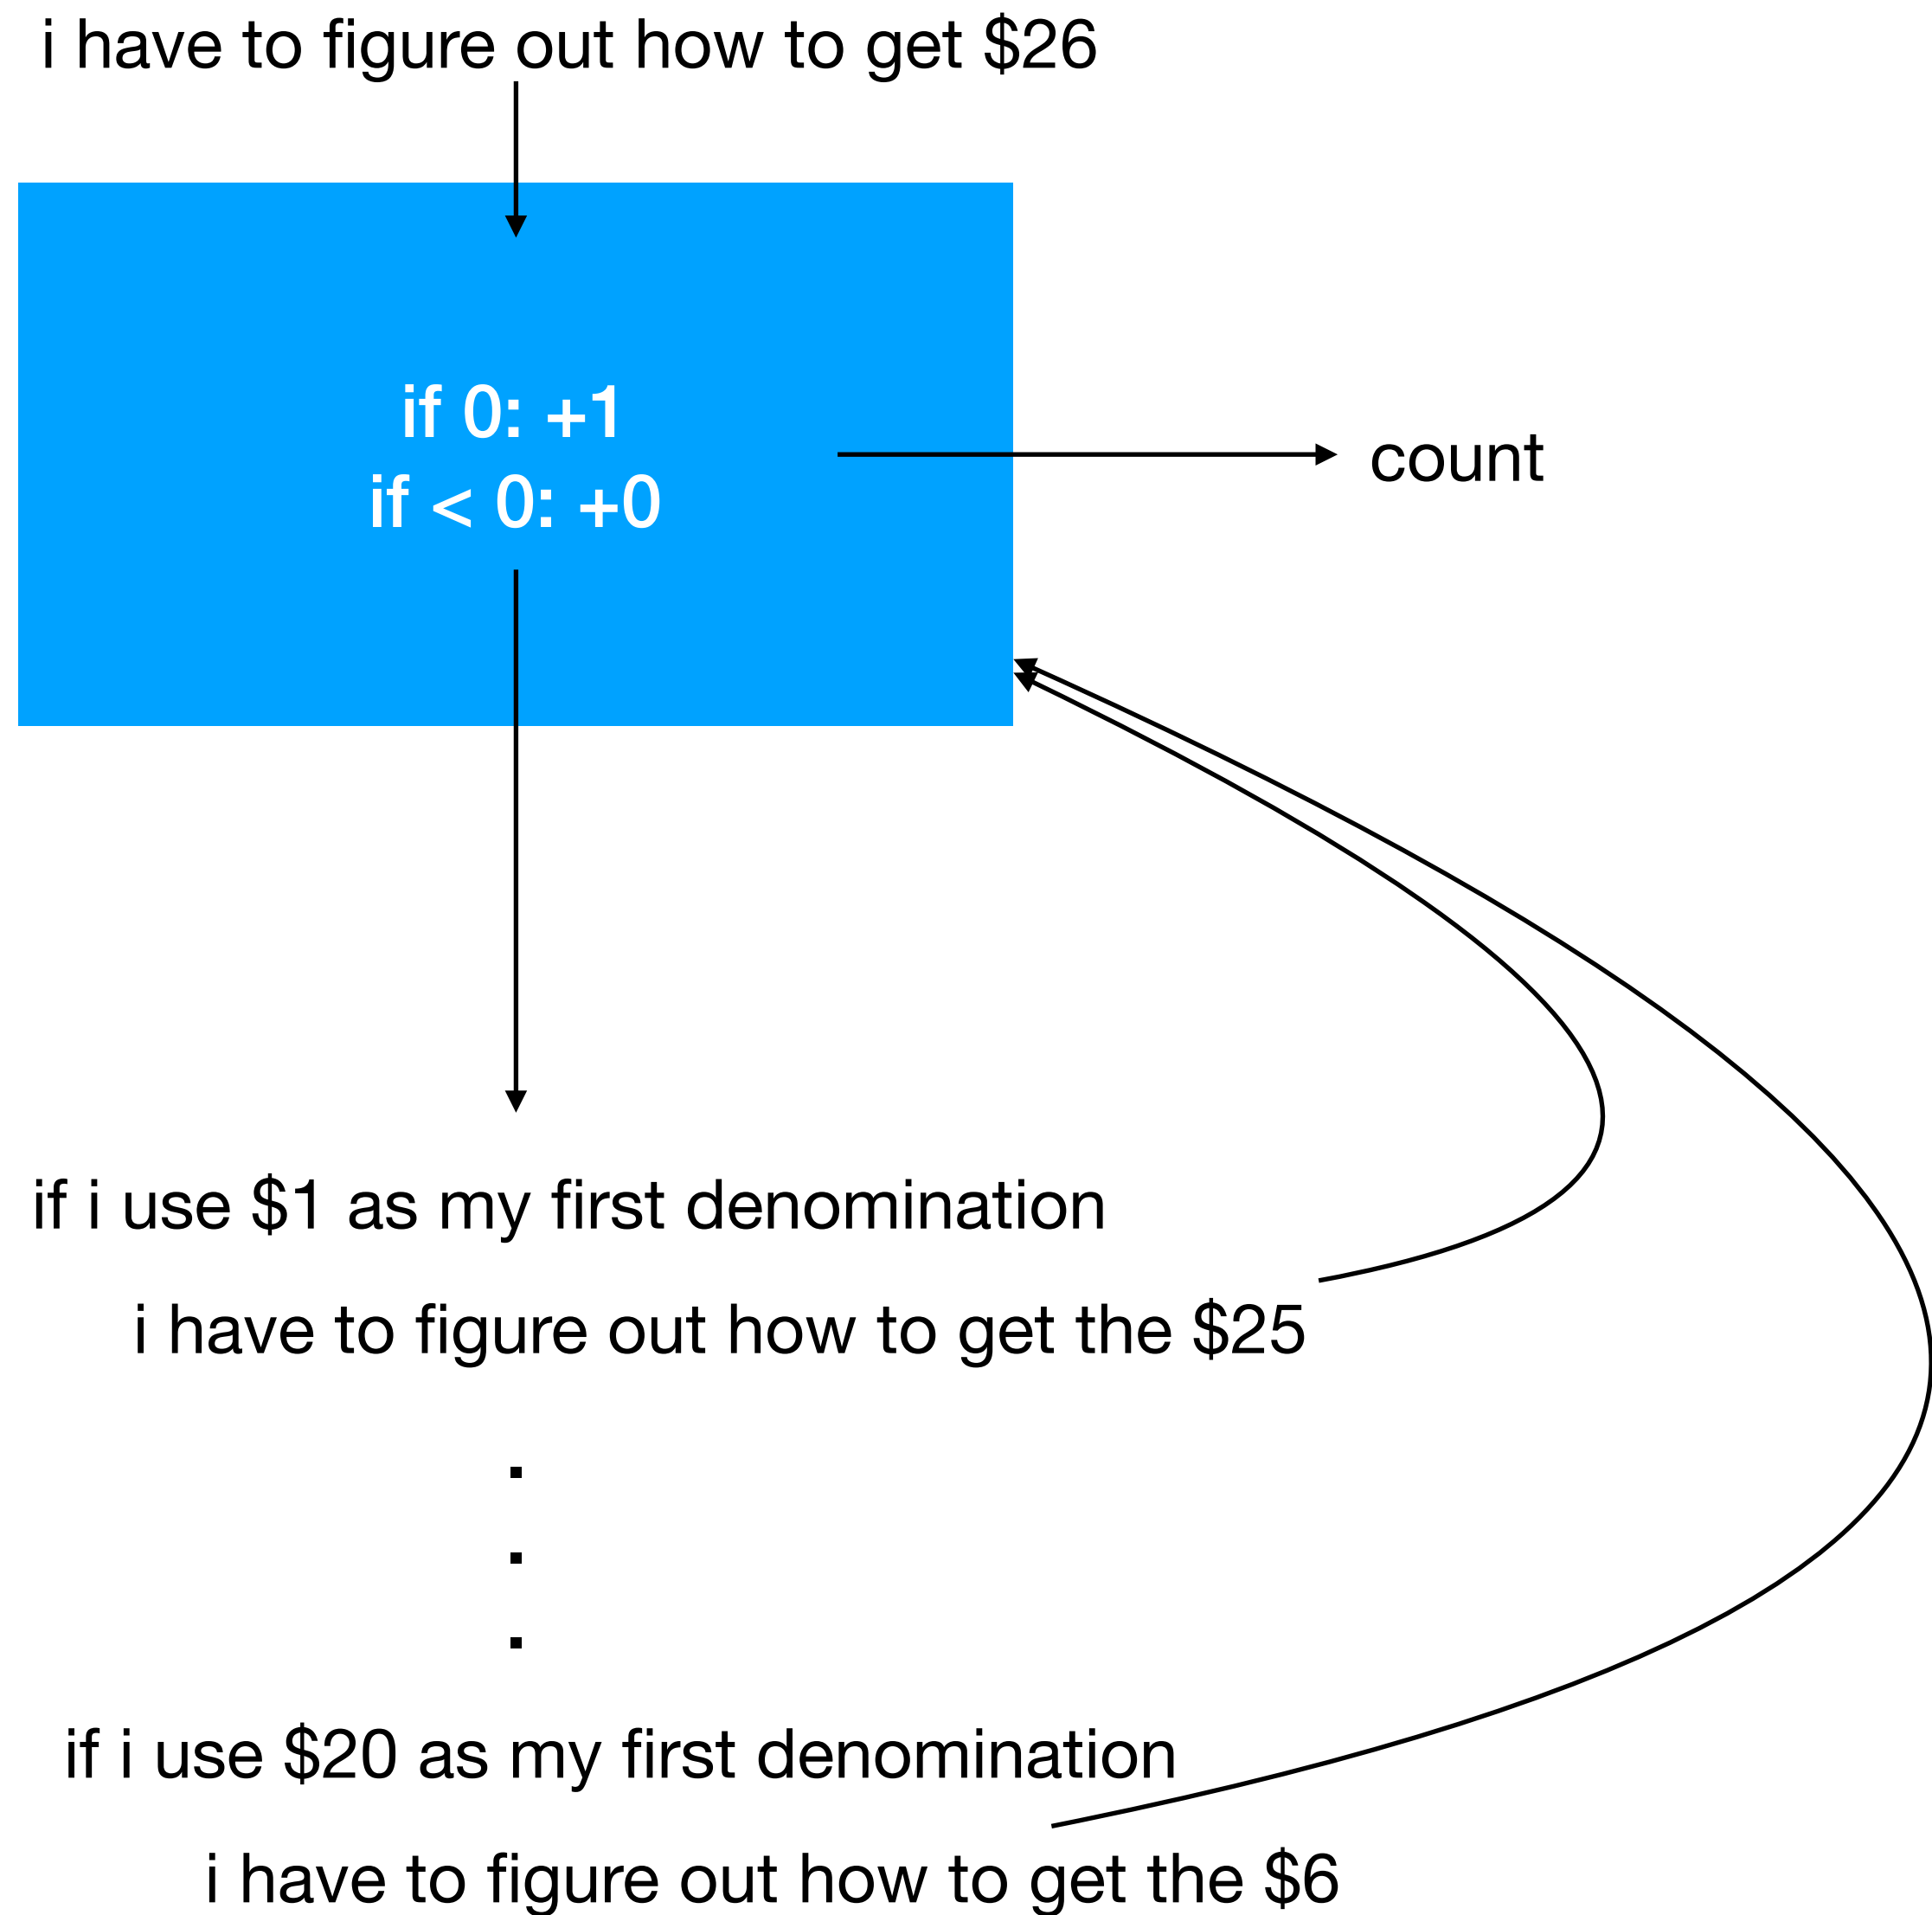 i have to figure out how to get $26
if 0: +1
if < 0: +0
count
if i use $1 as my first denomination
i have to figure out how to get the $25
.
.
.
if i use $20 as my first denomination
i have to figure out how to get the $6